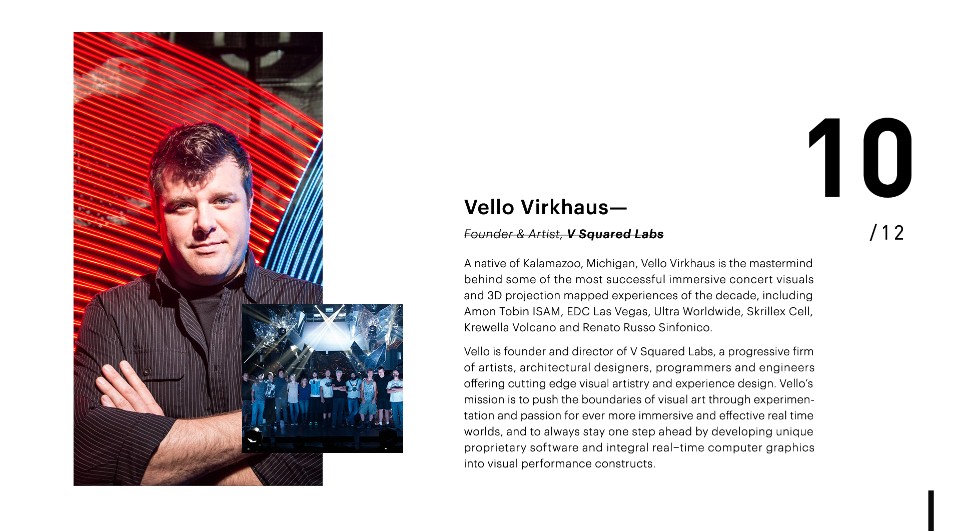 10
/12
Vello Virkhaus—
Founder & Artist, V Squared Labs
A native of Kalamazoo, Michigan, Vello Virkhaus is the mastermind
behind some of the most successful immersive concert visuals
and 3D projection mapped experiences of the decade, including
Amon Tobin ISAM, EDC Las Vegas, Ultra Worldwide, Skrillex Cell,
Krewella Volcano and Renato Russo Sinfonico.
Vello is founder and director of V Squared Labs, a progressive firm
of artists, architectural designers, programmers and engineers
offering cutting edge visual artistry and experience design. Vello's
mission is to push the boundaries of visual art through experimen-
tation and passion for ever more immersive and effective real time
worlds, and to always stay one step ahead by developing unique
proprietary software and integral real-time computer graphics
into visual performance constructs.